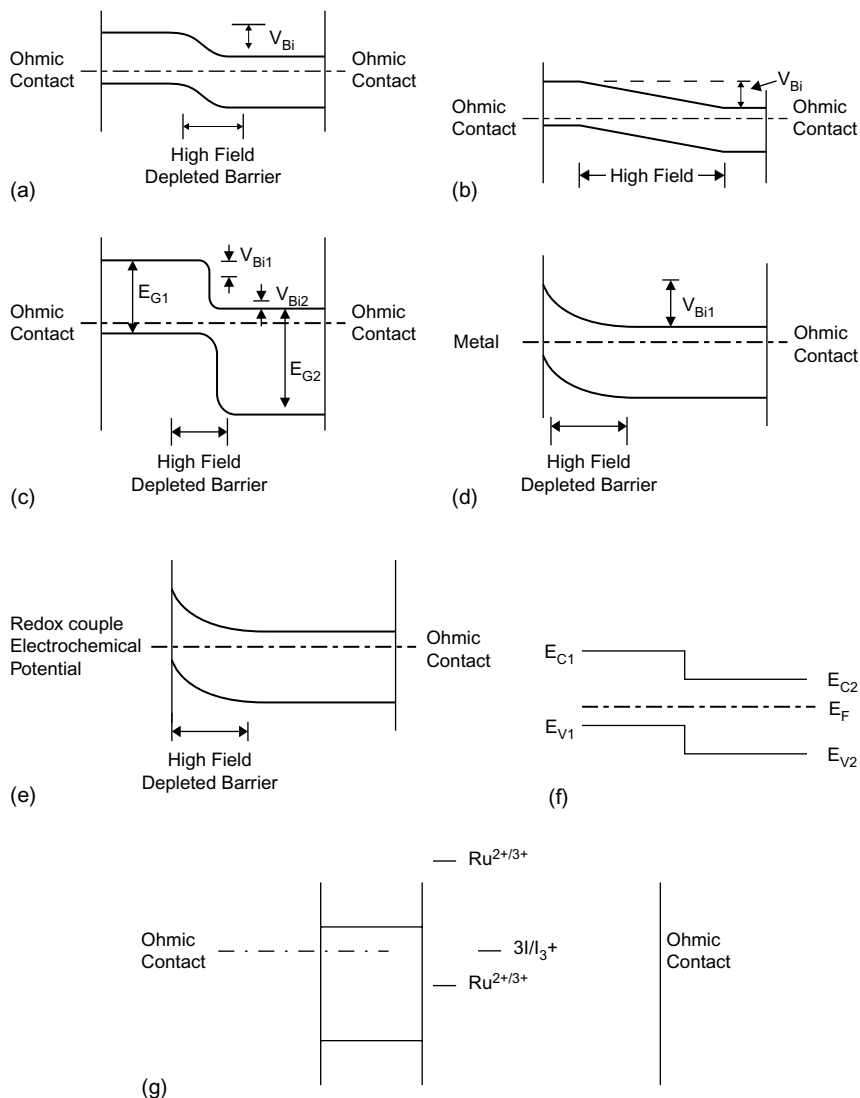 V_Bi
Ohmic
Contact
Ohmic
Contact
High Field
Depleted Barrier
(a)
V_Bi
Ohmic
Contact
Ohmic
Contact
High Field
(b)
V_Bi1
E_G1
V_Bi2
Ohmic
Contact
Ohmic
Contact
E_G2
High Field
Depleted Barrier
(c)
V_Bi1
Metal
Ohmic
Contact
High Field
Depleted Barrier
(d)
Redox couple
Electrochemical
Potential
Ohmic
Contact
High Field
Depleted Barrier
(e)
E_C1
E_C2
E_F
E_V1
E_V2
(f)
Ru^2+/3+
Ohmic
Contact
3I/I_3+
Ohmic
Contact
Ru^2+/3+
(g)